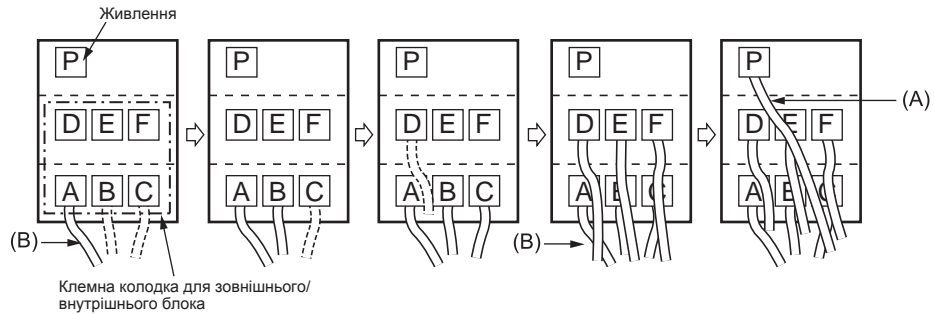 Живлення
P P P P P
(A)
D E F D E F D E F D E F D E F
A B C A B C A B C A B C A B C
(B) (B)
Клемна колодка для зовнішнього/
внутрішнього блока